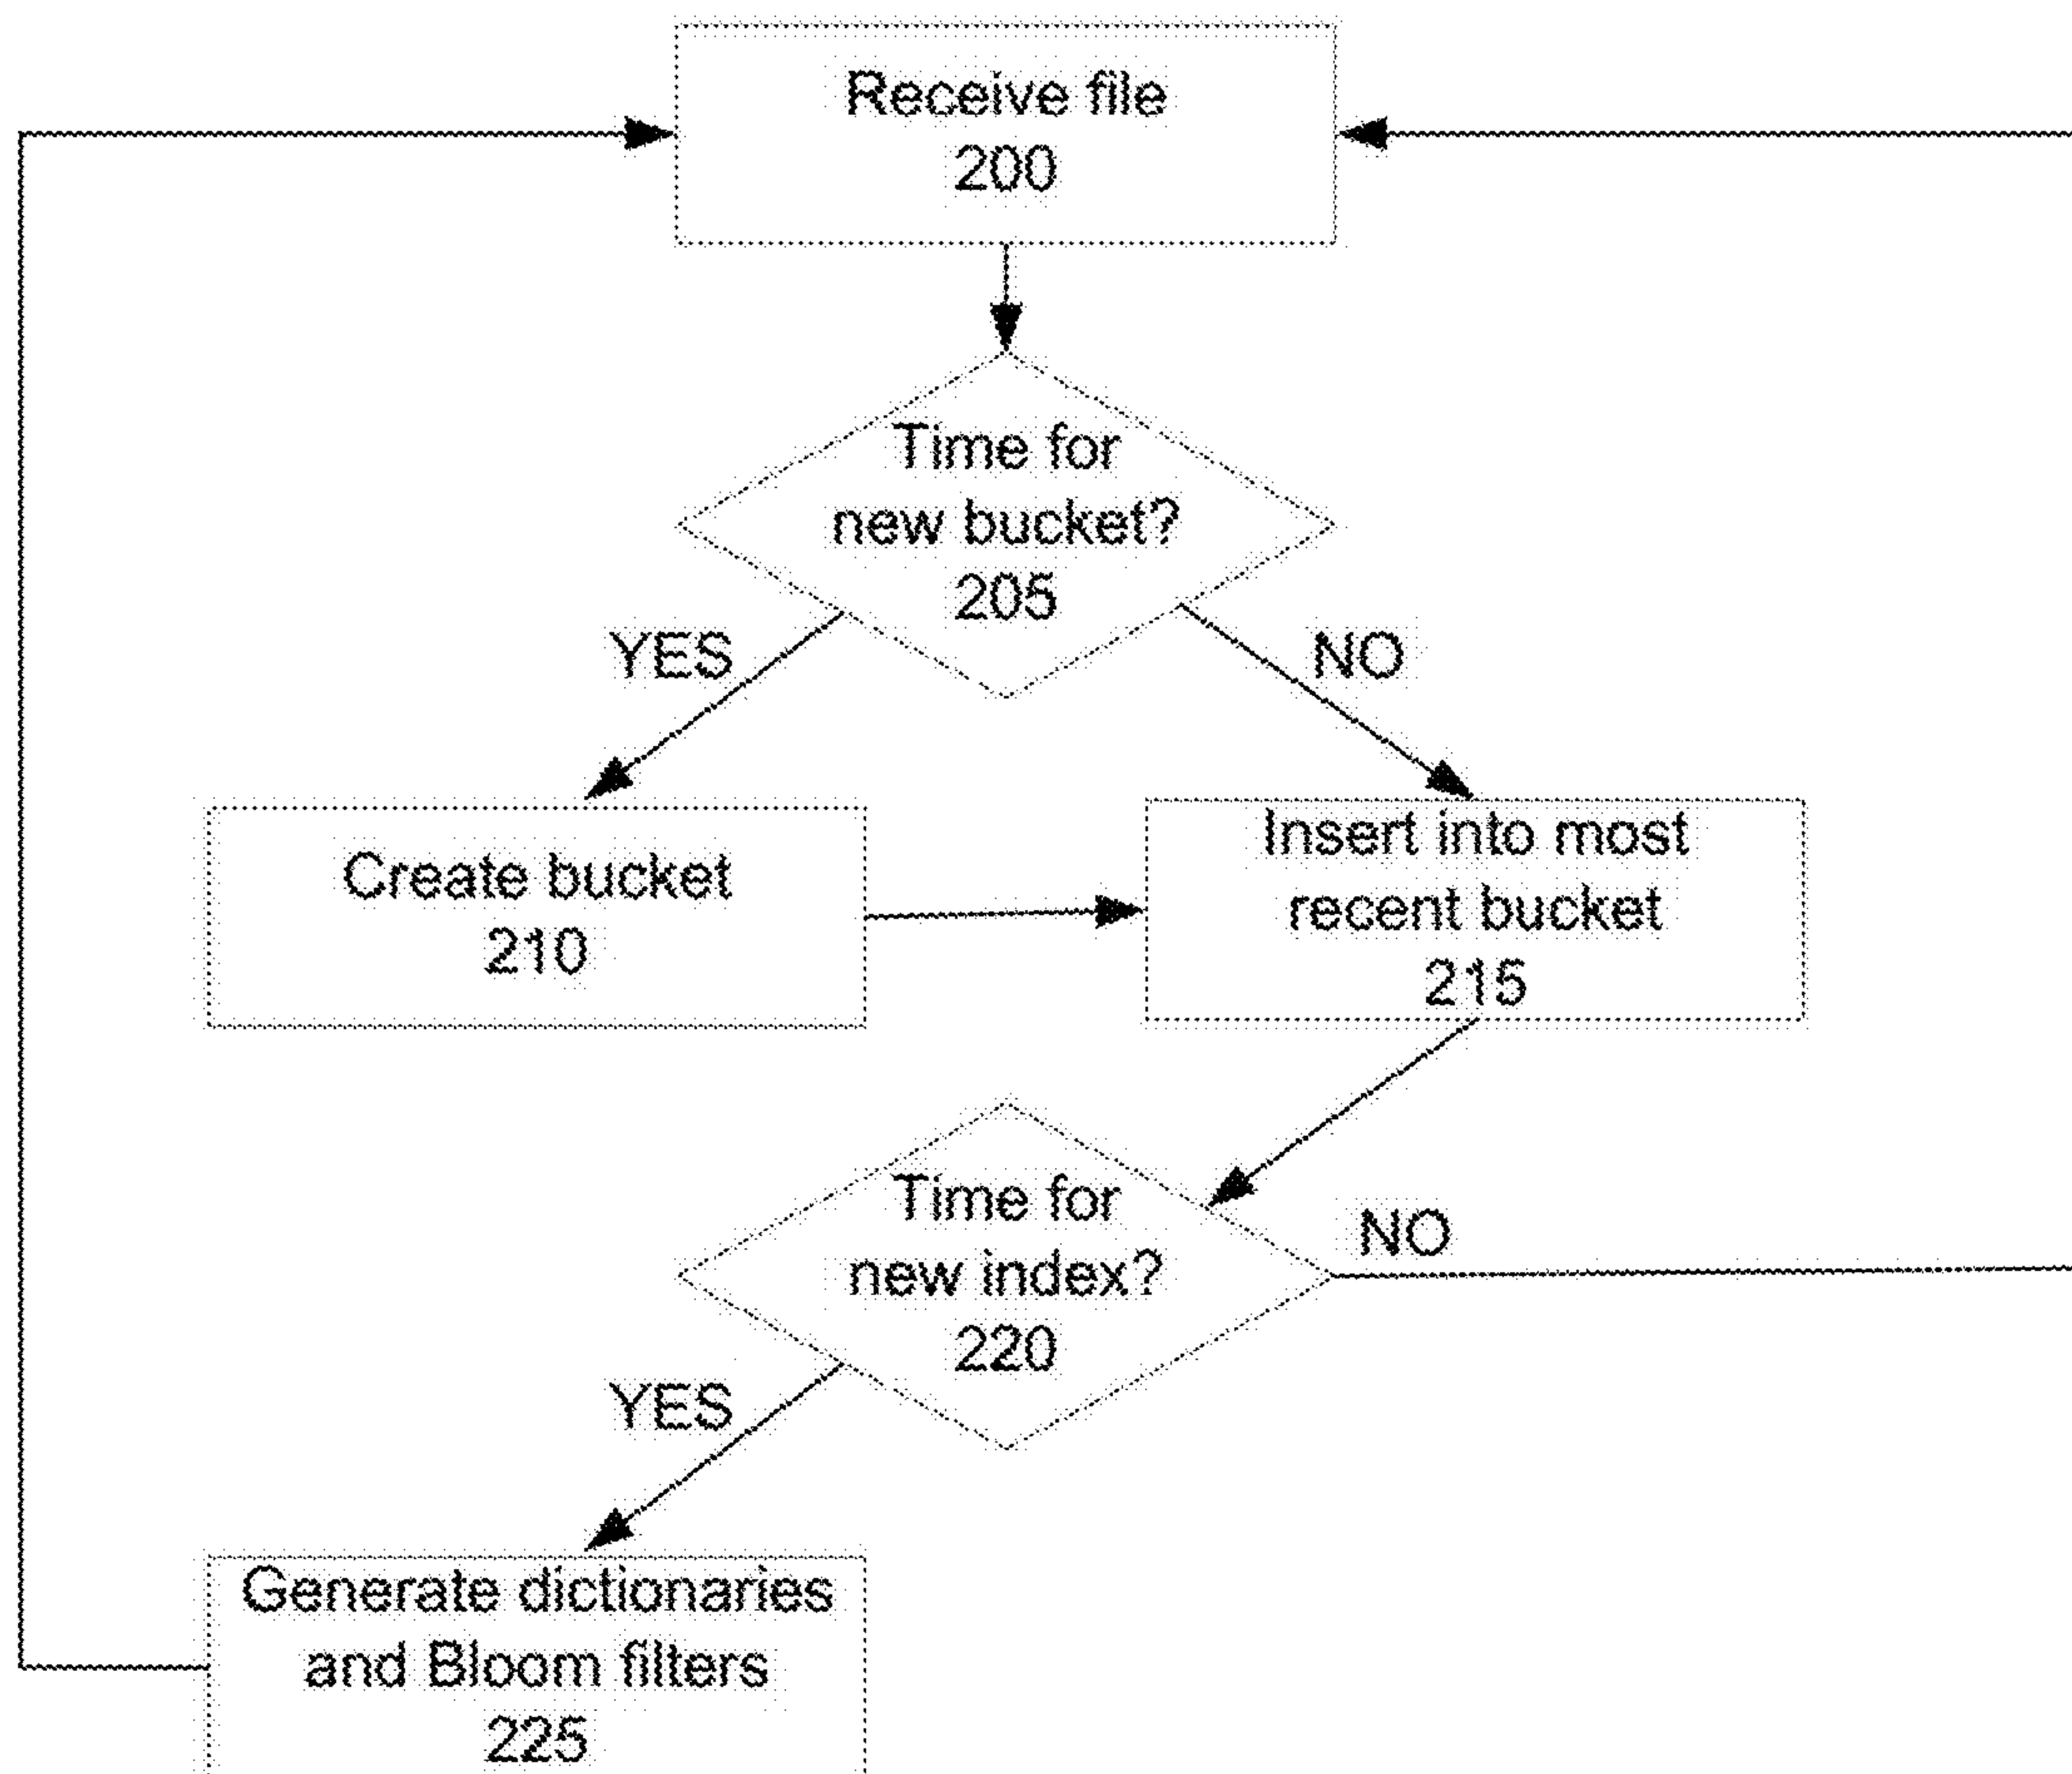 Receive file
200
Time for
new bucket?
205
YES
NO
Create bucket
210
Insert into most
recent bucket
215
Time for
new index?
220
NO
YES
Generate dictionaries
and Bloom filters
225